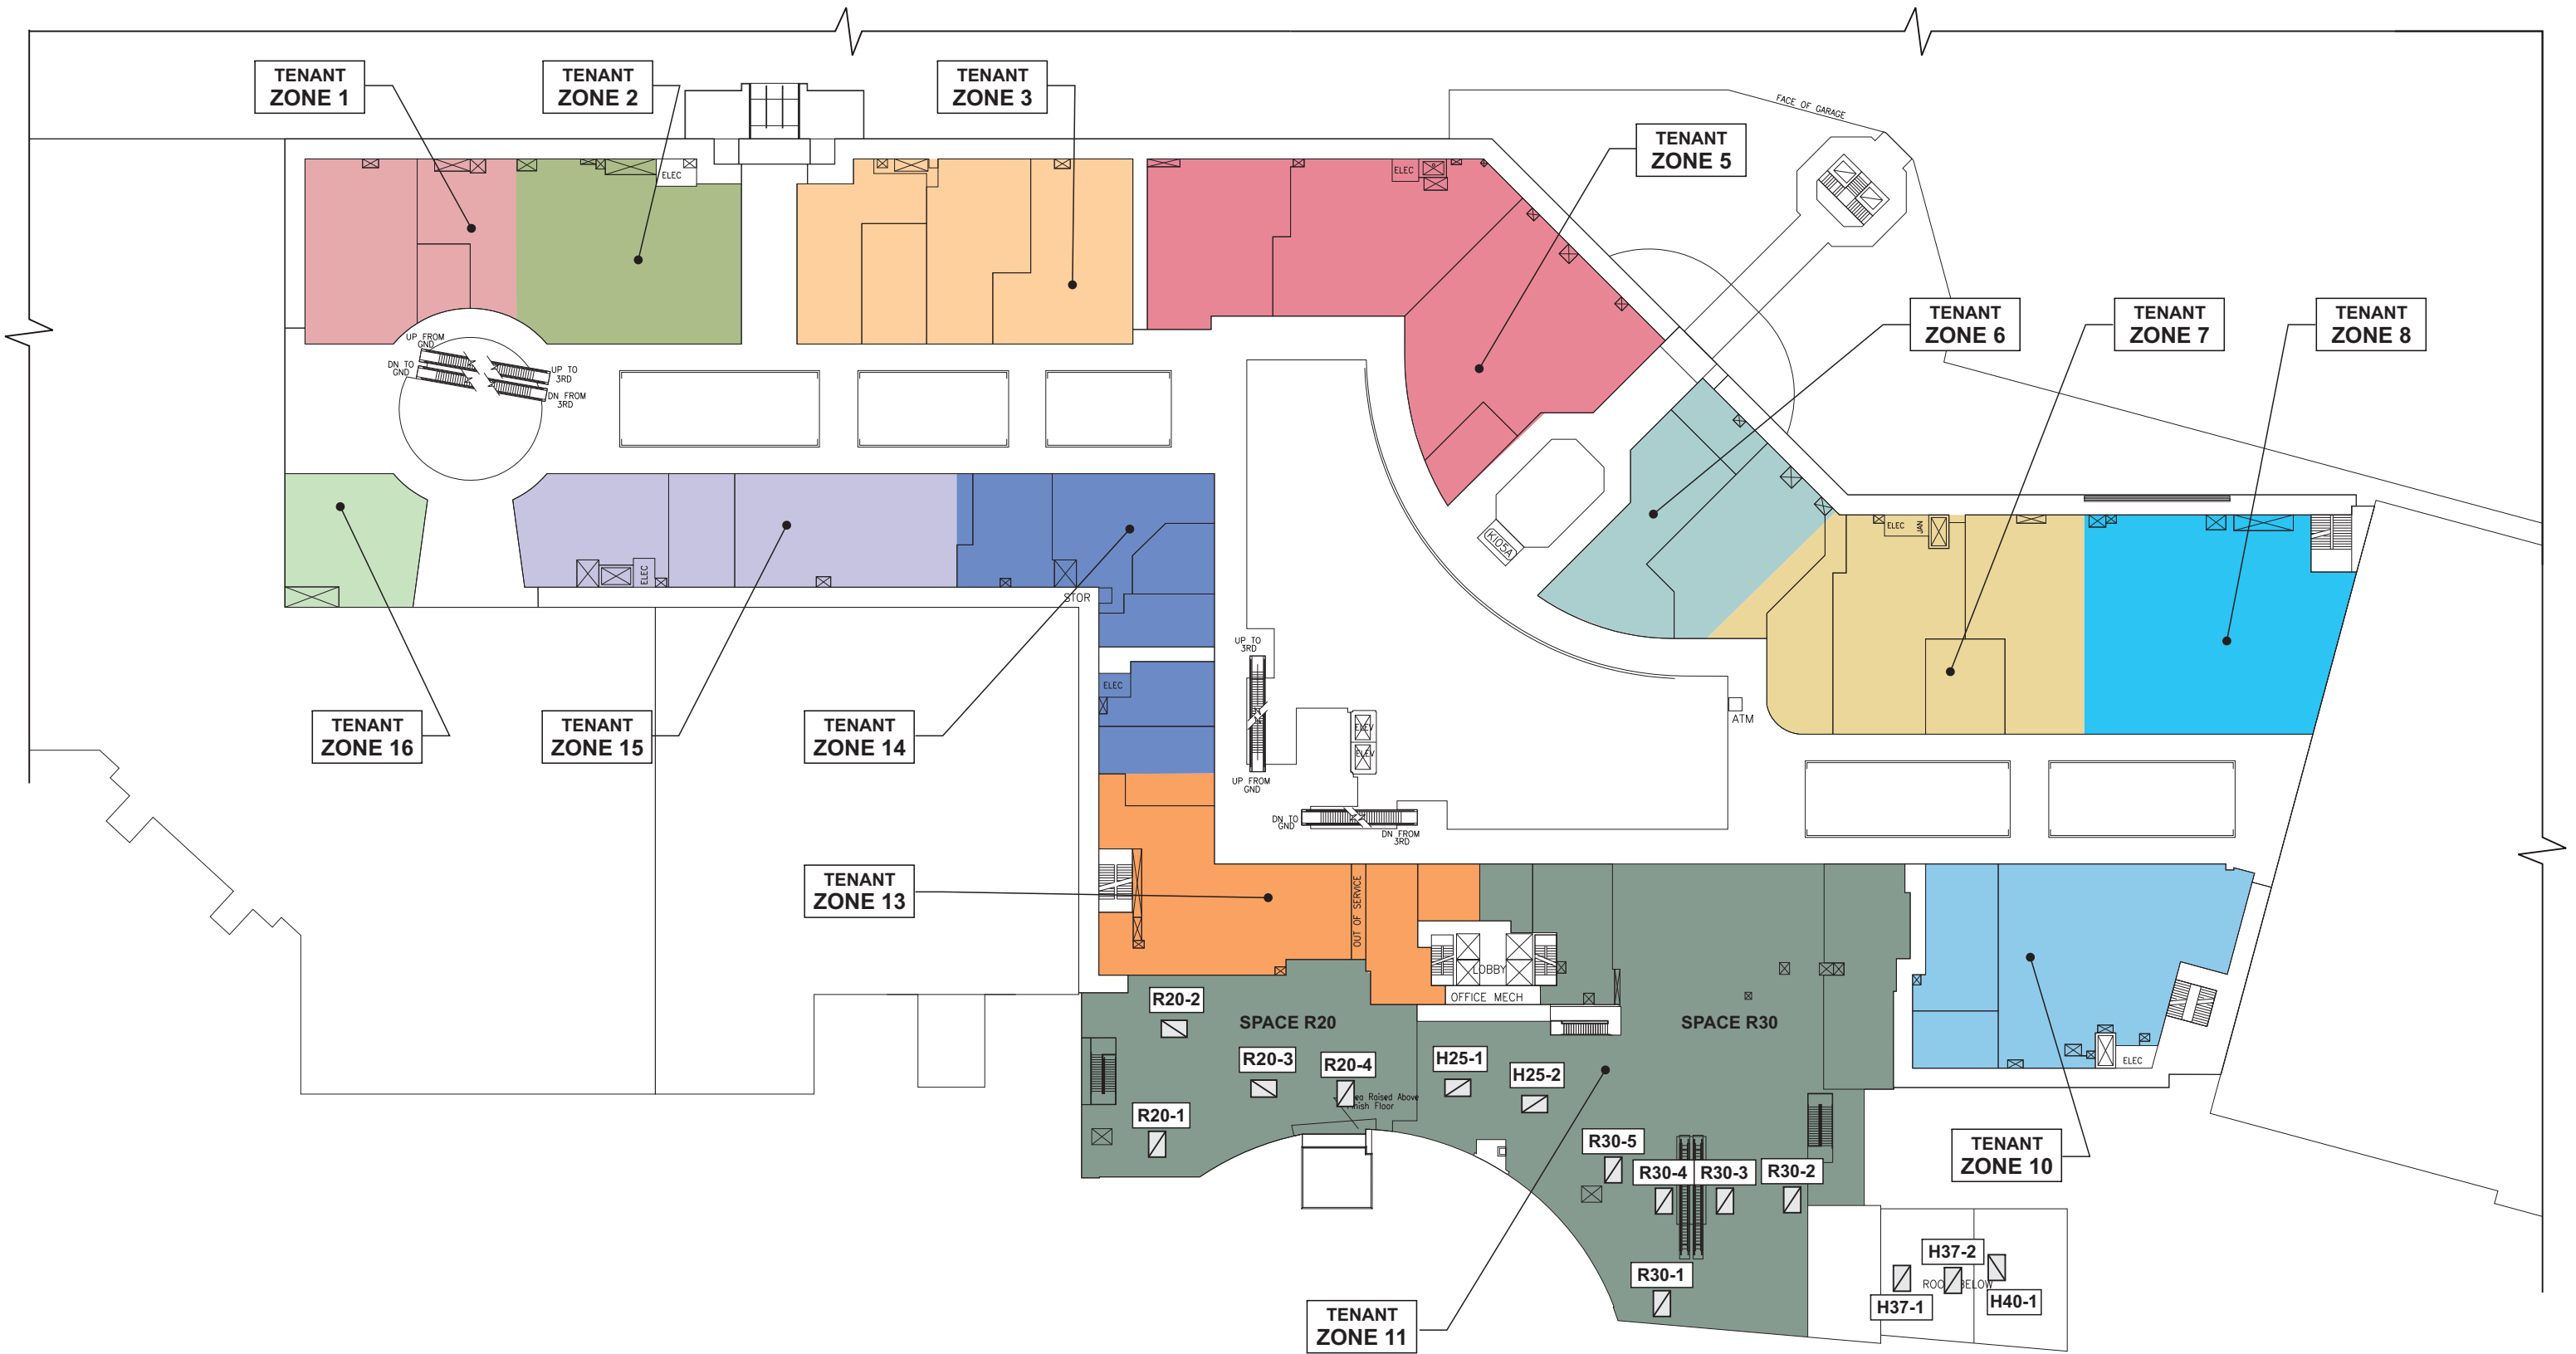 TENANT
ZONE 1
TENANT
ZONE 2
TENANT
ZONE 3
FACE OF GARAGE
TENANT
ZONE 5
ELEC
ELEC
TENANT
ZONE 6
TENANT
ZONE 7
TENANT
ZONE 8
UP FROM
GND
DN TO
GND
UP TO
3RD
DN FROM
3RD
K105A
ELEC
JAN
ELEC
STOR
UP TO
3RD
ELEC
TENANT
ZONE 16
TENANT
ZONE 15
TENANT
ZONE 14
ELEV
ELEV
ATM
UP FROM
GND
DN TO
GND
DN FROM
3RD
TENANT
ZONE 13
OUT OF SERVICE
LOBBY
OFFICE MECH
R20-2
SPACE R20
SPACE R30
R20-3
R20-4
H25-1
H25-2
ELEC
Raised Above
Floor
R20-1
R30-5
TENANT
ZONE 10
R30-4
R30-3
R30-2
H37-2
R30-1
H37-1
H40-1
TENANT
ZONE 11